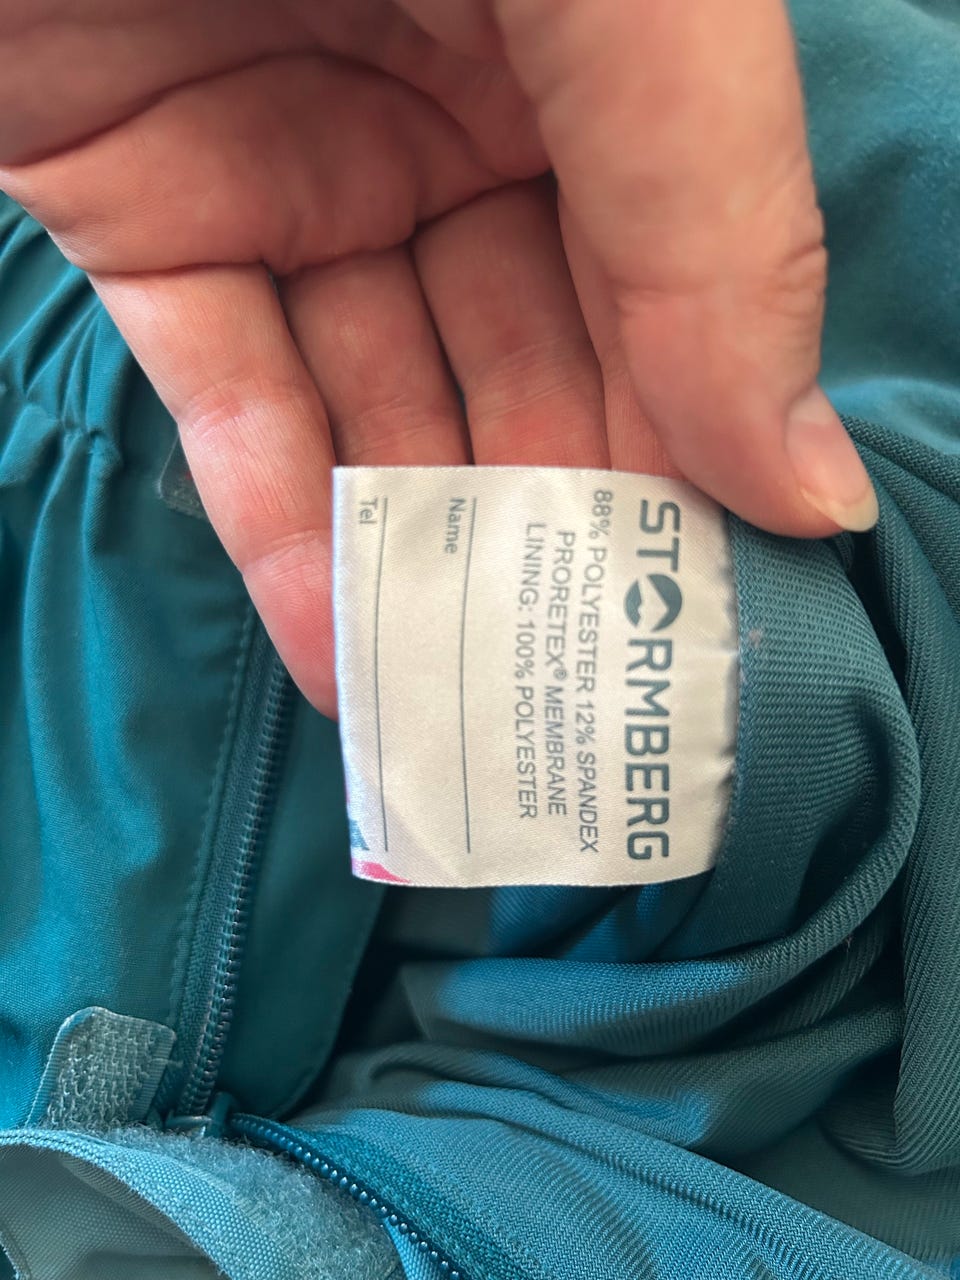 STORMBERG
88% POLYESTER 12% SPANDEX
PRORETEX® MEMBRANE
LINING: 100% POLYESTER
Name
Tel